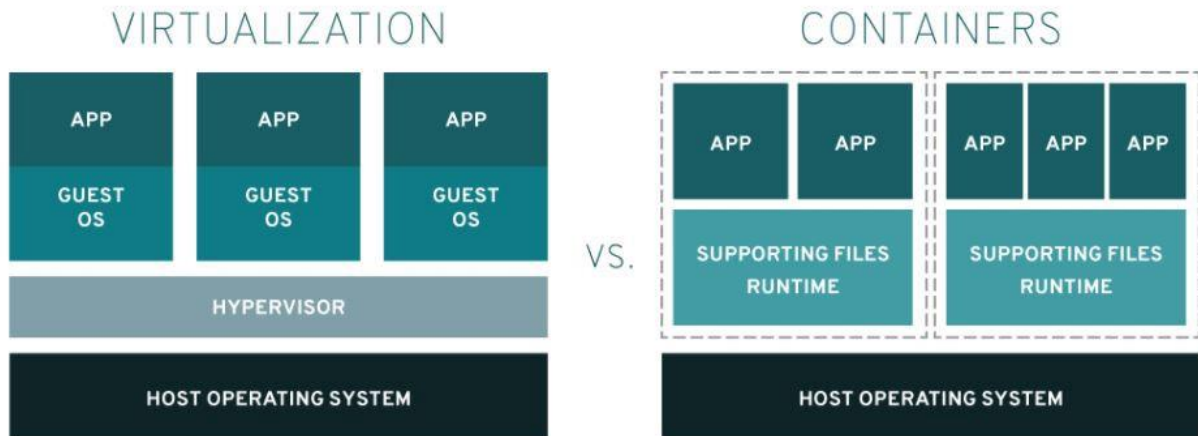 VIRTUALIZATION
APP
APP
APP
GUEST
OS
GUEST
OS
GUEST
OS
HYPERVISOR
HOST OPERATING SYSTEM
VS.
CONTAINERS
APP
APP
APP
APP
APP
SUPPORTING FILES
RUNTIME
SUPPORTING FILES
RUNTIME
HOST OPERATING SYSTEM